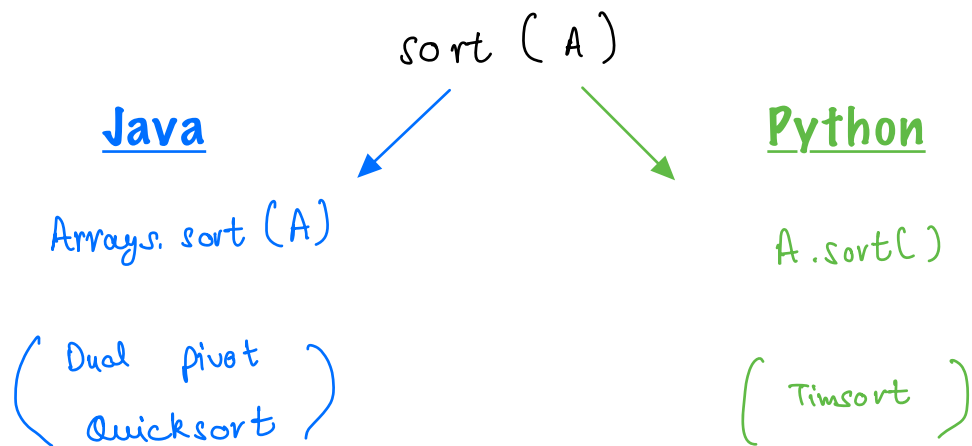 sort (A)
Java
Python
Arrays.sort (A)
A.sort()
(Dual pivot
Quicksort)
(Timsort)